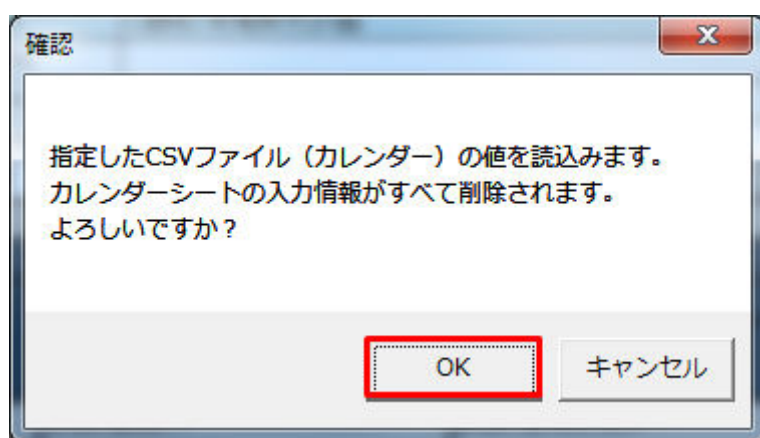 確認
指定したCSVファイル（カレンダー）の値を読込みます。
カレンダーシートの入力情報がすべて削除されます。
よろしいですか？
OK
キャンセル